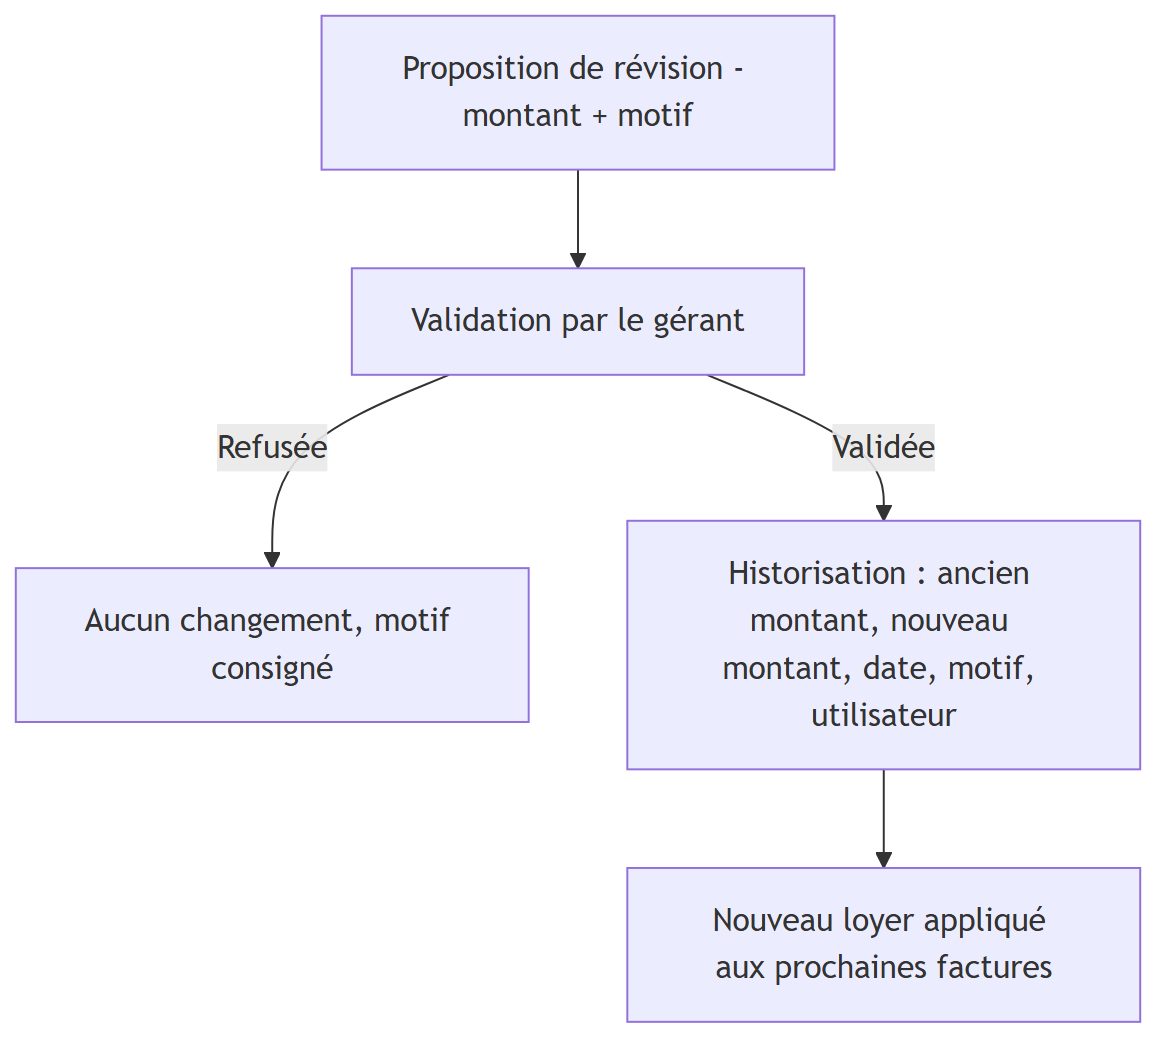 Proposition de révision -
montant + motif
Validation par le gérant
Refusée
Validée
Aucun changement, motif
consigné
Historisation : ancien
montant, nouveau
montant, date, motif,
utilisateur
Nouveau loyer appliqué
aux prochaines factures